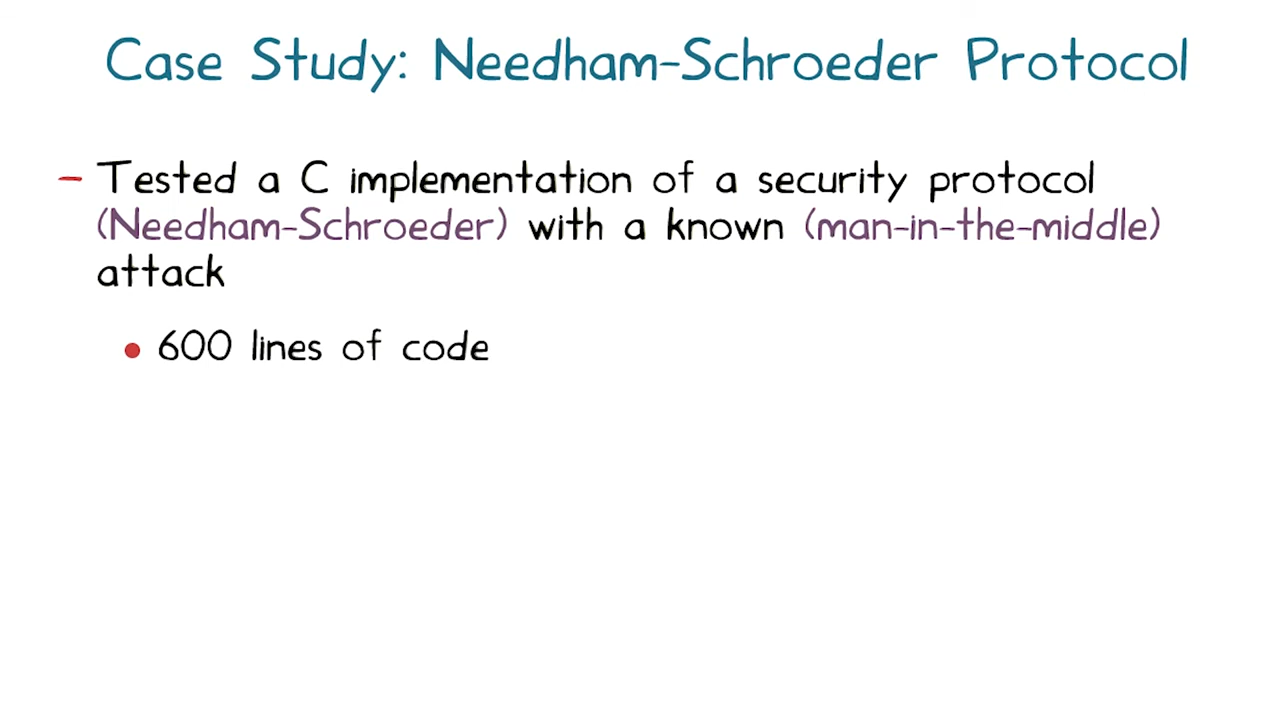 Case Study: Needham-Schroeder Protocol
– Tested a C implementation of a security protocol
(Needham-Schroeder) with a known (man-in-the-middle)
attack
• 600 lines of code